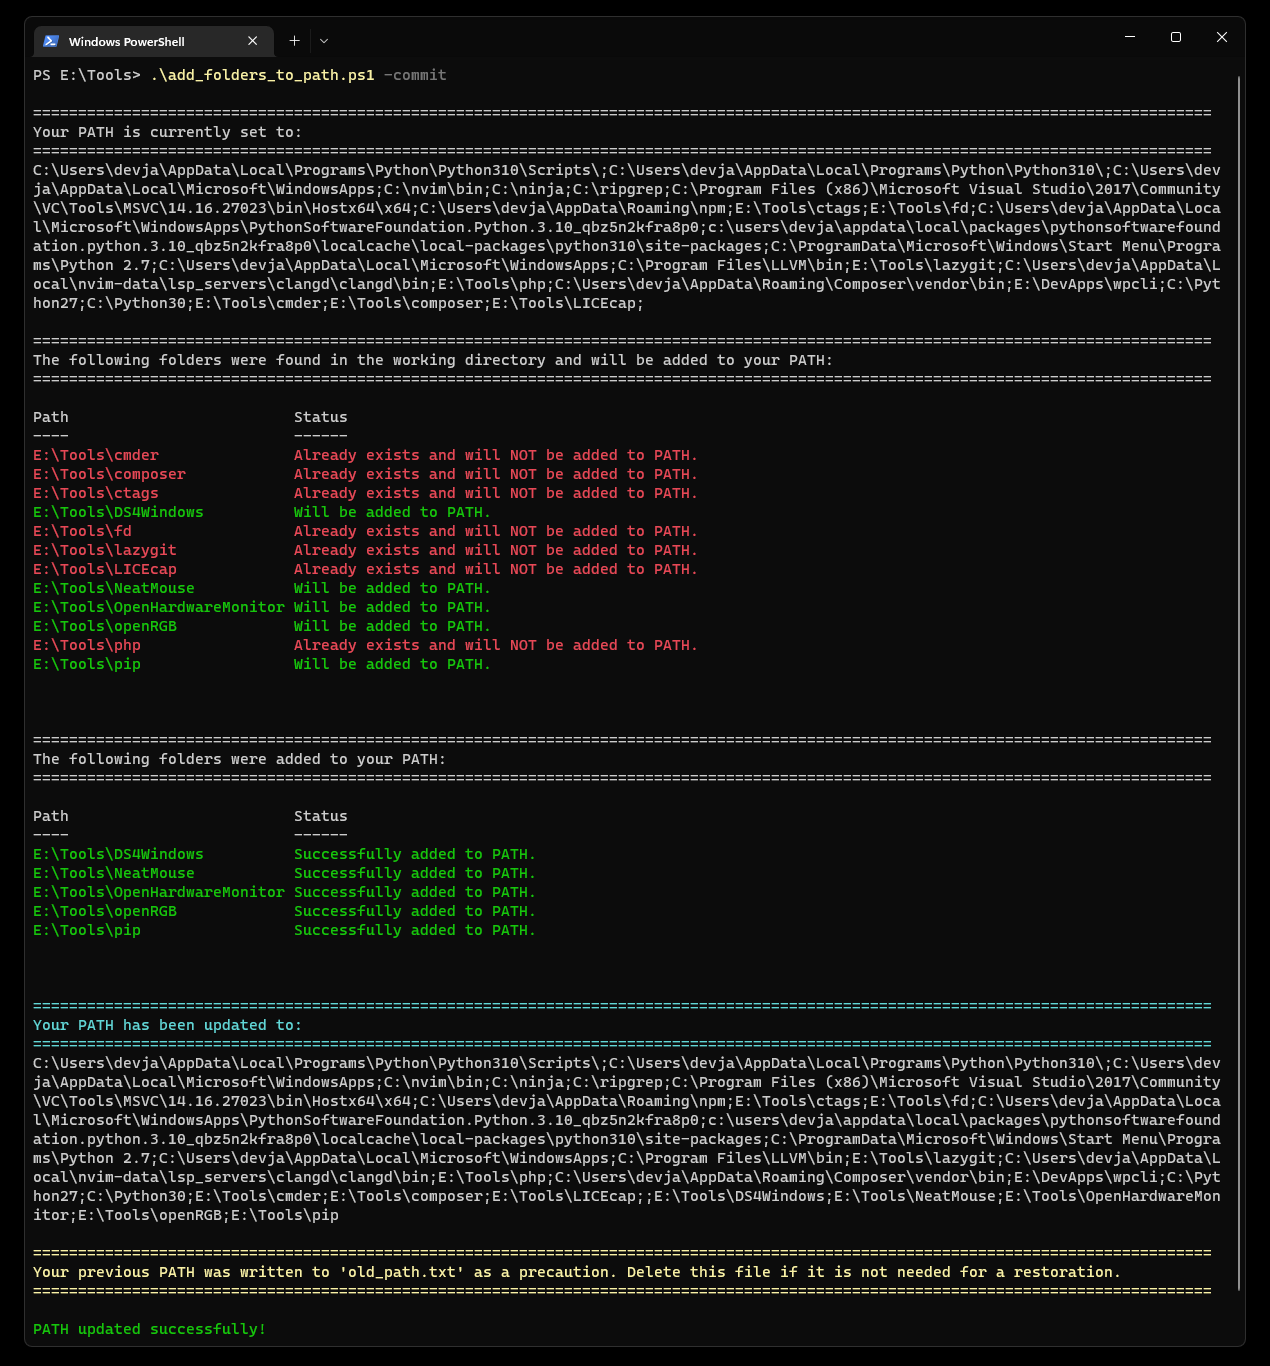 Windows PowerShell
PS E:\Tools> .\add_folders_to_path.ps1 -commit
===================================================================================================================================
Your PATH is currently set to:
===================================================================================================================================
C:\Users\devja\AppData\Local\Programs\Python\Python310\Scripts\;C:\Users\devja\AppData\Local\Programs\Python\Python310\;C:\Users\dev
ja\AppData\Local\Microsoft\WindowsApps;C:\nvim\bin;C:\ninja;C:\ripgrep;C:\Program Files (x86)\Microsoft Visual Studio\2017\Community
\VC\Tools\MSVC\14.16.27023\bin\Hostx64\x64;C:\Users\devja\AppData\Roaming\npm;E:\Tools\ctags;E:\Tools\fd;C:\Users\devja\AppData\Loca
l\Microsoft\WindowsApps\PythonSoftwareFoundation.Python.3.10_qbz5n2kfra8p0;c:\users\devja\appdata\local\packages\pythonsoftwarefound
ation.python.3.10_qbz5n2kfra8p0\localcache\local-packages\python310\site-packages;C:\ProgramData\Microsoft\Windows\Start Menu\Progra
ms\Python 2.7;C:\Users\devja\AppData\Local\Microsoft\WindowsApps;C:\Program Files\LLVM\bin;E:\Tools\lazygit;C:\Users\devja\AppData\L
ocal\nvim-data\lsp_servers\clangd\clangd\bin;E:\Tools\php;C:\Users\devja\AppData\Roaming\Composer\vendor\bin;E:\DevApps\wpcli;C:\Pyt
hon27;C:\Python30;E:\Tools\cmder;E:\Tools\composer;E:\Tools\LICEcap;
===================================================================================================================================
The following folders were found in the working directory and will be added to your PATH:
===================================================================================================================================
Path Status
---- ------
E:\Tools\cmder Already exists and will NOT be added to PATH.
E:\Tools\composer Already exists and will NOT be added to PATH.
E:\Tools\ctags Already exists and will NOT be added to PATH.
E:\Tools\DS4Windows Will be added to PATH.
E:\Tools\fd Already exists and will NOT be added to PATH.
E:\Tools\lazygit Already exists and will NOT be added to PATH.
E:\Tools\LICEcap Already exists and will NOT be added to PATH.
E:\Tools\NeatMouse Will be added to PATH.
E:\Tools\OpenHardwareMonitor Will be added to PATH.
E:\Tools\openRGB Will be added to PATH.
E:\Tools\php Already exists and will NOT be added to PATH.
E:\Tools\pip Will be added to PATH.
===================================================================================================================================
The following folders were added to your PATH:
===================================================================================================================================
Path Status
---- ------
E:\Tools\DS4Windows Successfully added to PATH.
E:\Tools\NeatMouse Successfully added to PATH.
E:\Tools\OpenHardwareMonitor Successfully added to PATH.
E:\Tools\openRGB Successfully added to PATH.
E:\Tools\pip Successfully added to PATH.
===================================================================================================================================
Your PATH has been updated to:
===================================================================================================================================
C:\Users\devja\AppData\Local\Programs\Python\Python310\Scripts\;C:\Users\devja\AppData\Local\Programs\Python\Python310\;C:\Users\dev
ja\AppData\Local\Microsoft\WindowsApps;C:\nvim\bin;C:\ninja;C:\ripgrep;C:\Program Files (x86)\Microsoft Visual Studio\2017\Community
\VC\Tools\MSVC\14.16.27023\bin\Hostx64\x64;C:\Users\devja\AppData\Roaming\npm;E:\Tools\ctags;E:\Tools\fd;C:\Users\devja\AppData\Loca
l\Microsoft\WindowsApps\PythonSoftwareFoundation.Python.3.10_qbz5n2kfra8p0;c:\users\devja\appdata\local\packages\pythonsoftwarefound
ation.python.3.10_qbz5n2kfra8p0\localcache\local-packages\python310\site-packages;C:\ProgramData\Microsoft\Windows\Start Menu\Progra
ms\Python 2.7;C:\Users\devja\AppData\Local\Microsoft\WindowsApps;C:\Program Files\LLVM\bin;E:\Tools\lazygit;C:\Users\devja\AppData\L
ocal\nvim-data\lsp_servers\clangd\clangd\bin;E:\Tools\php;C:\Users\devja\AppData\Roaming\Composer\vendor\bin;E:\DevApps\wpcli;C:\Pyt
hon27;C:\Python30;E:\Tools\cmder;E:\Tools\composer;E:\Tools\LICEcap;;E:\Tools\DS4Windows;E:\Tools\NeatMouse;E:\Tools\OpenHardwareMon
itor;E:\Tools\openRGB;E:\Tools\pip
===================================================================================================================================
Your previous PATH was written to 'old_path.txt' as a precaution. Delete this file if it is not needed for a restoration.
===================================================================================================================================
PATH updated successfully!